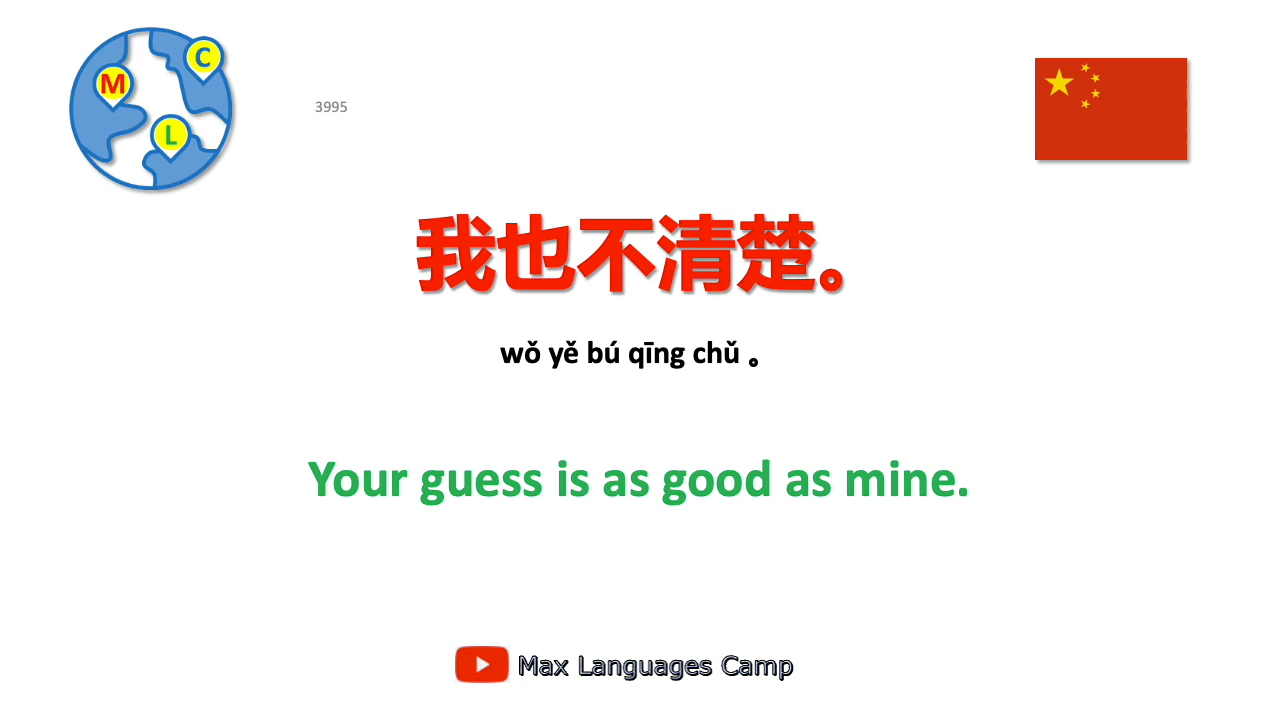 M
C
L
3995
我也不清楚。
wǒ yě bú qīng chǔ 。
Your guess is as good as mine.
Max Languages Camp